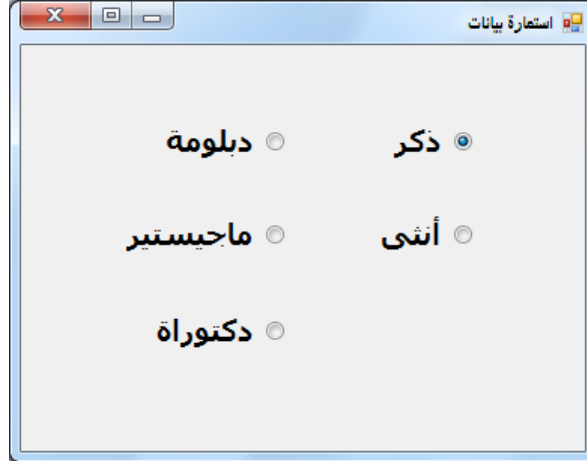 استمارة بيانات
ذكر
دبلومة
أنثى
ماجيستير
دكتوراة